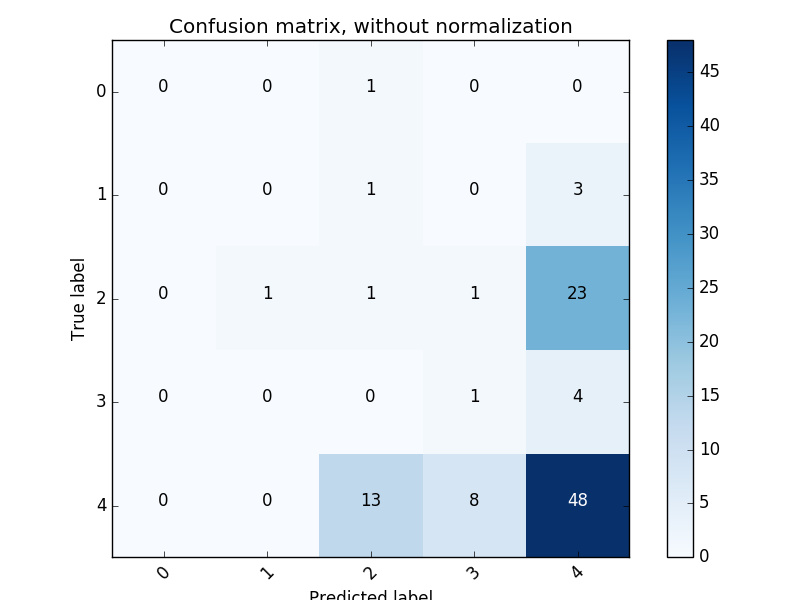 Confusion matrix, without normalization
True label
0 0 0 1 0 0
1 0 0 1 0 3
2 0 1 1 1 23
3 0 0 0 1 4
4 0 0 13 8 48
0 1 2 3 4
Predicted label
45
40
35
30
25
20
15
10
5
0